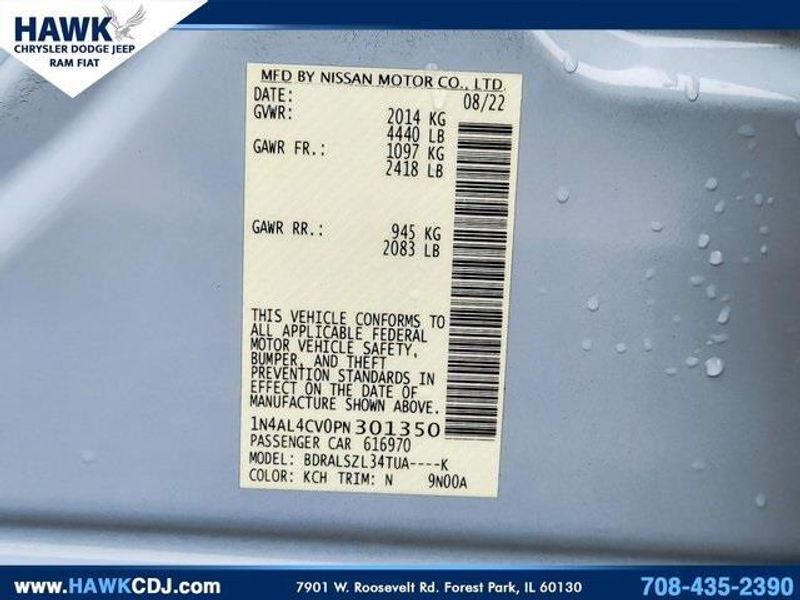 HAWK
CHRYSLER DODGE JEEP
RAM FIAT
MFD BY NISSAN MOTOR CO., LTD.
DATE: 08/22
GVWR: 2014 KG
4440 LB
GAWR FR.: 1097 KG
2418 LB
GAWR RR.: 945 KG
2083 LB
THIS VEHICLE CONFORMS TO
ALL APPLICABLE FEDERAL
MOTOR VEHICLE SAFETY,
BUMPER, AND THEFT
PREVENTION STANDARDS IN
EFFECT ON THE DATE OF
MANUFACTURE SHOWN ABOVE.
1N4AL4CV0PN301350
PASSENGER CAR 616970
MODEL: BDRALSZL34TUA----K
COLOR: KCH TRIM: N 9N00A
www.HAWKCDJ.com 7901 W. Roosevelt Rd. Forest Park, IL 60130 708-435-2390